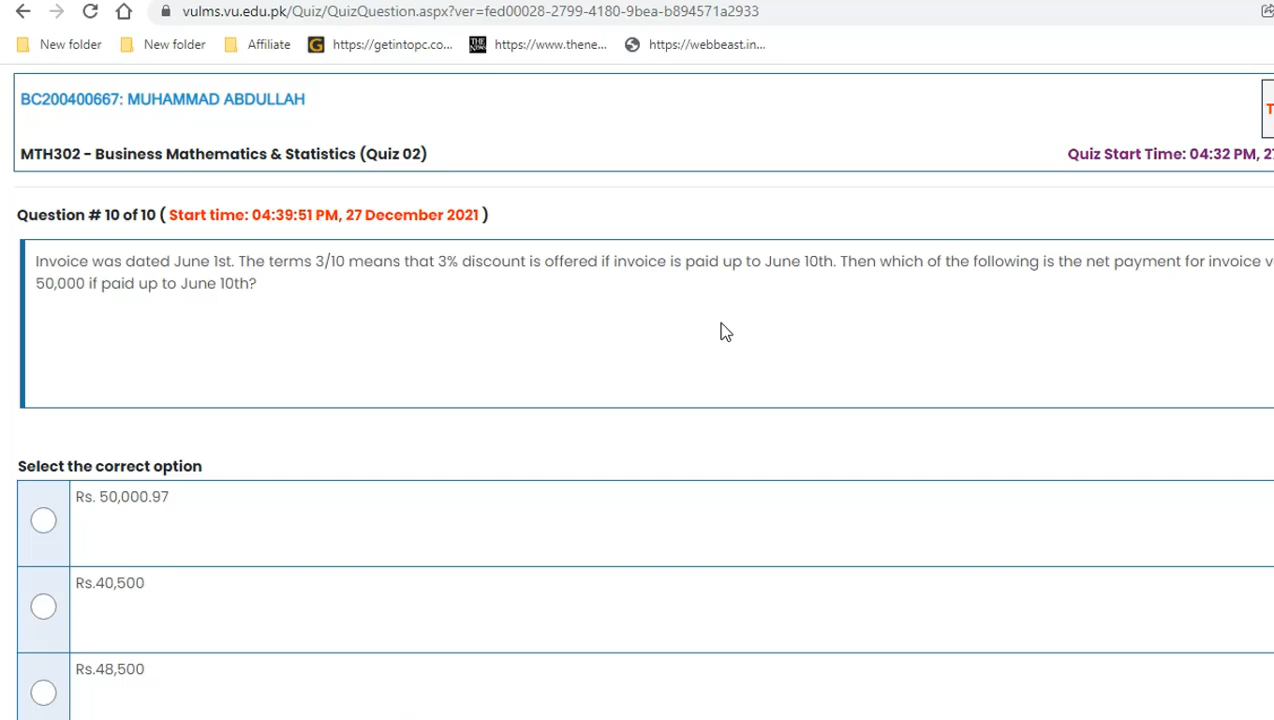 vulms.vu.edu.pk/Quiz/QuizQuestion.aspx?ver=fed00028-2799-4180-9bea-b894571a2933
New folder New folder Affiliate https://getintopc.co... https://www.thene... https://webbeast.in...
BC200400667: MUHAMMAD ABDULLAH
MTH302 - Business Mathematics & Statistics (Quiz 02) Quiz Start Time: 04:32 PM, 2
Question # 10 of 10 ( Start time: 04:39:51 PM, 27 December 2021 )
Invoice was dated June 1st. The terms 3/10 means that 3% discount is offered if invoice is paid up to June 10th. Then which of the following is the net payment for invoice v
50,000 if paid up to June 10th?
Select the correct option
Rs. 50,000.97
Rs.40,500
Rs.48,500